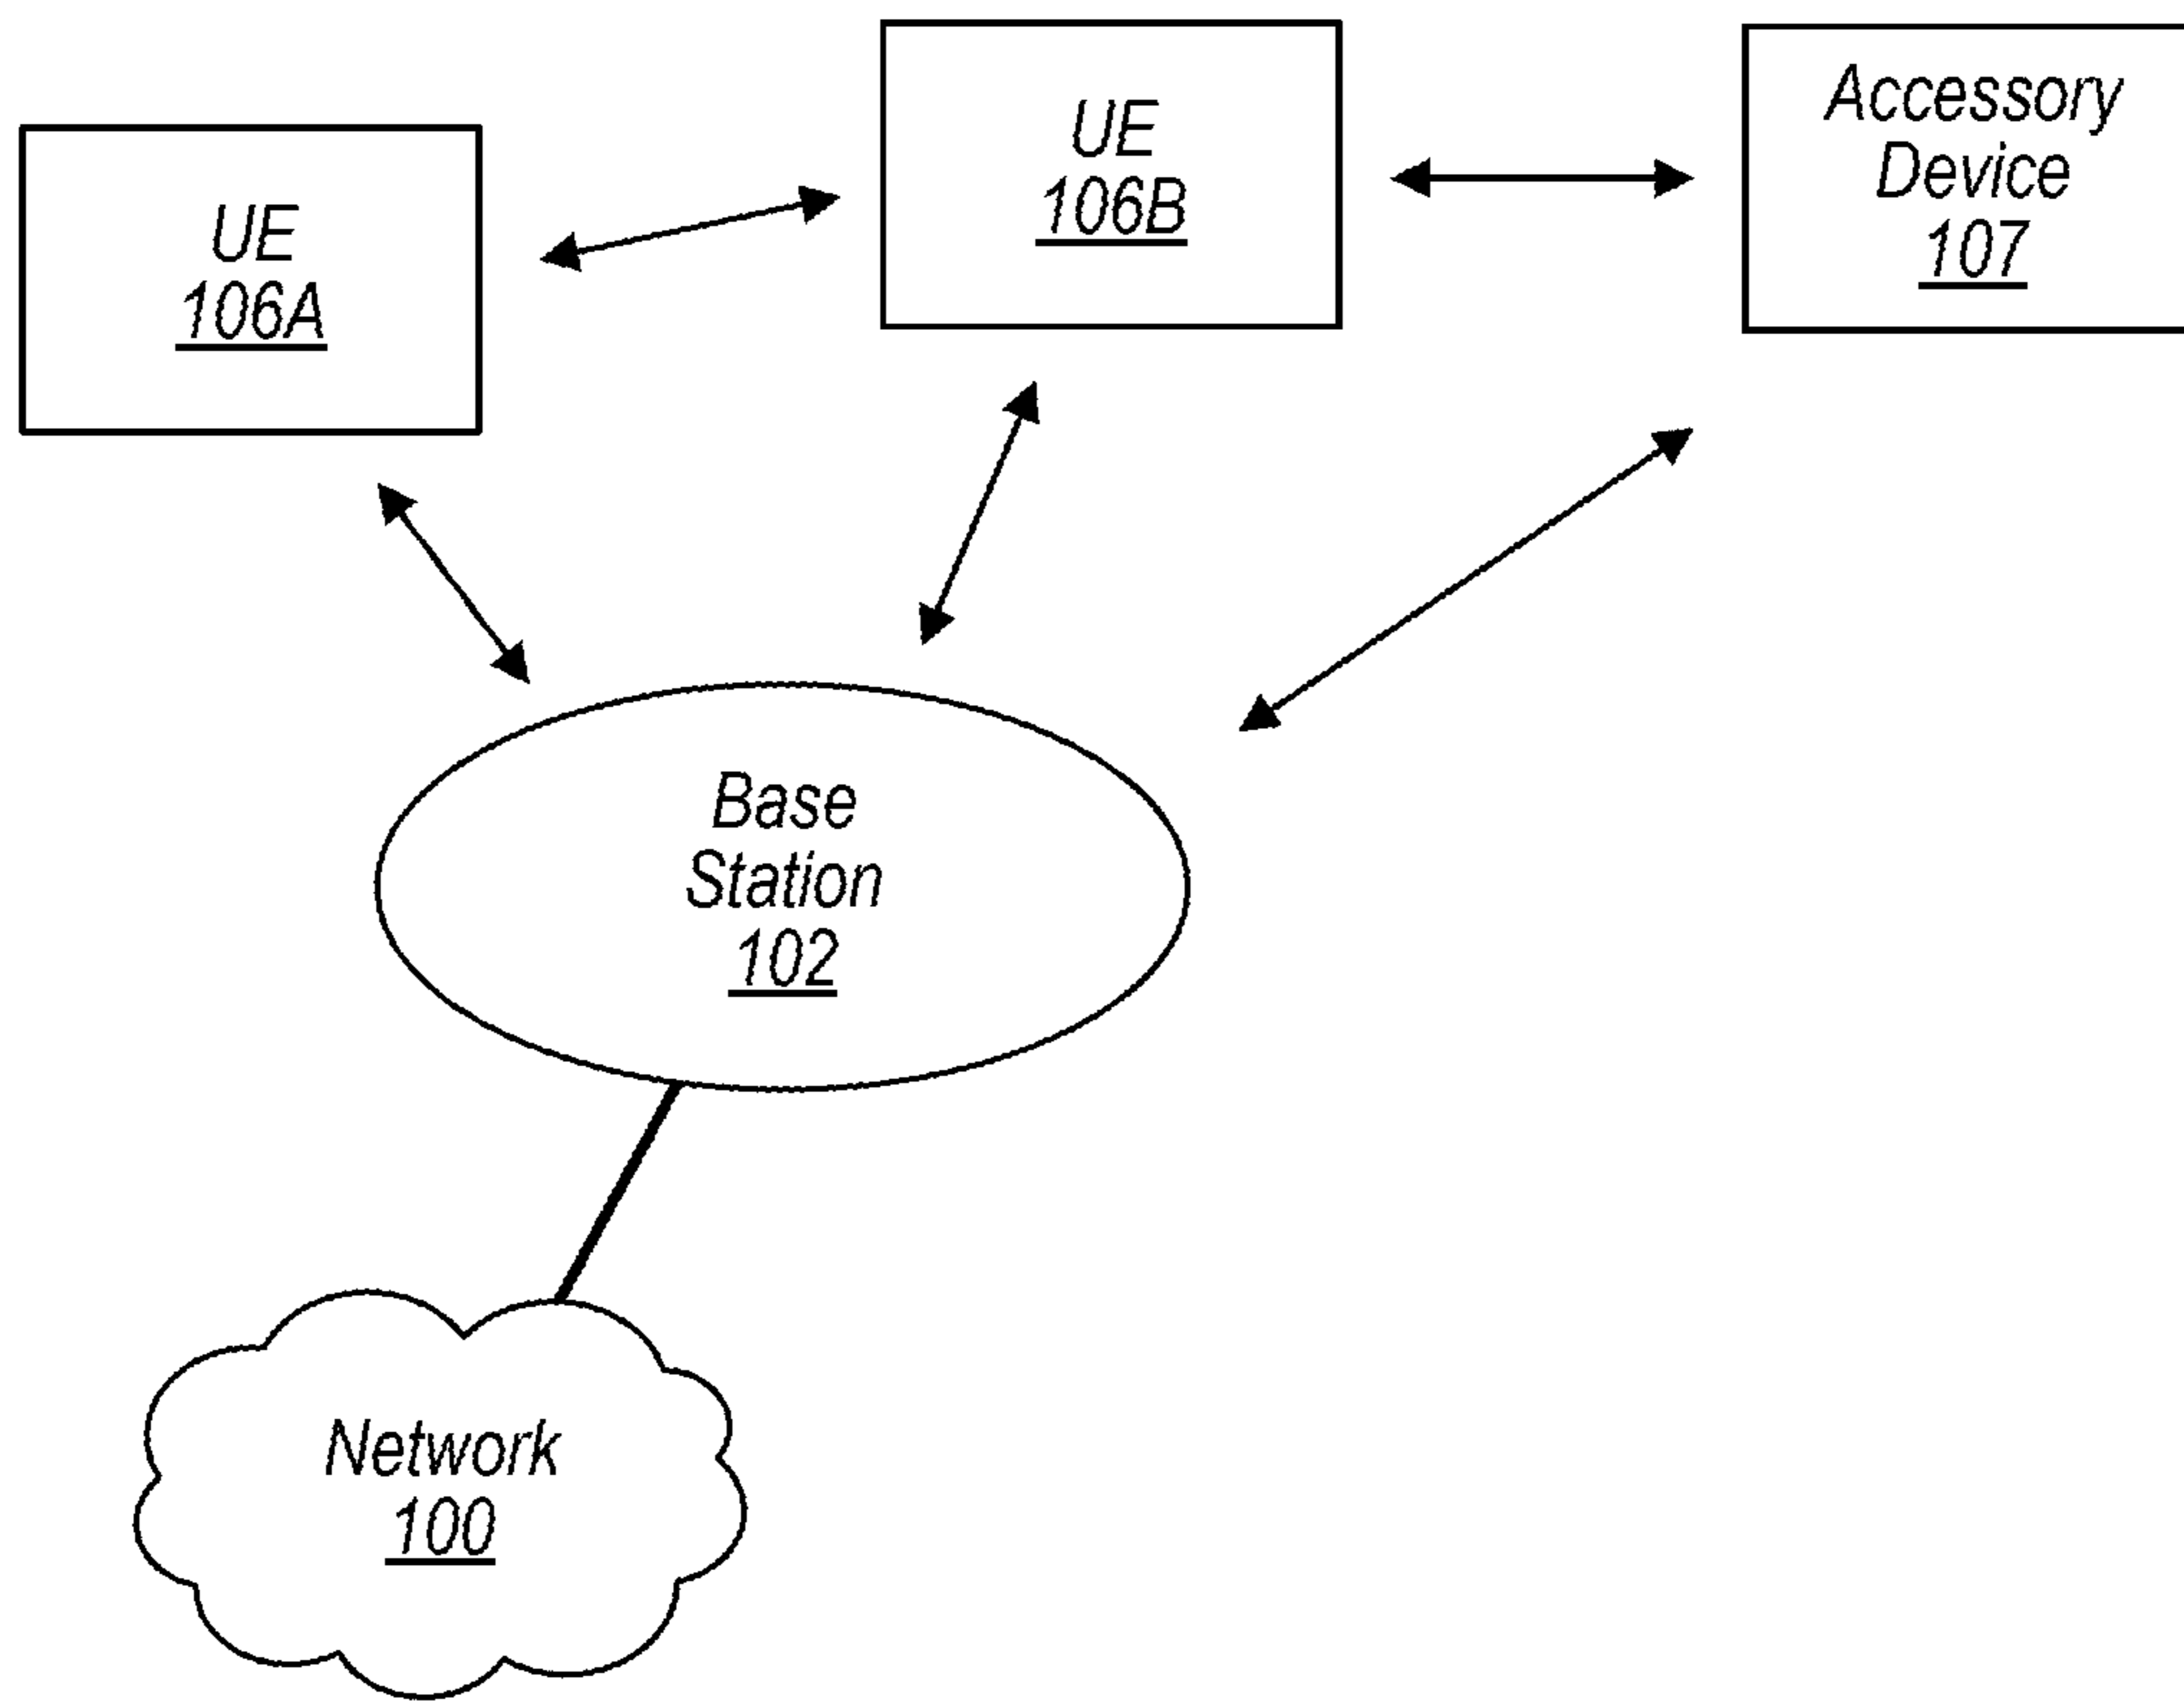 UE
106A
UE
106B
Accessory
Device
107
Base
Station
102
Network
100